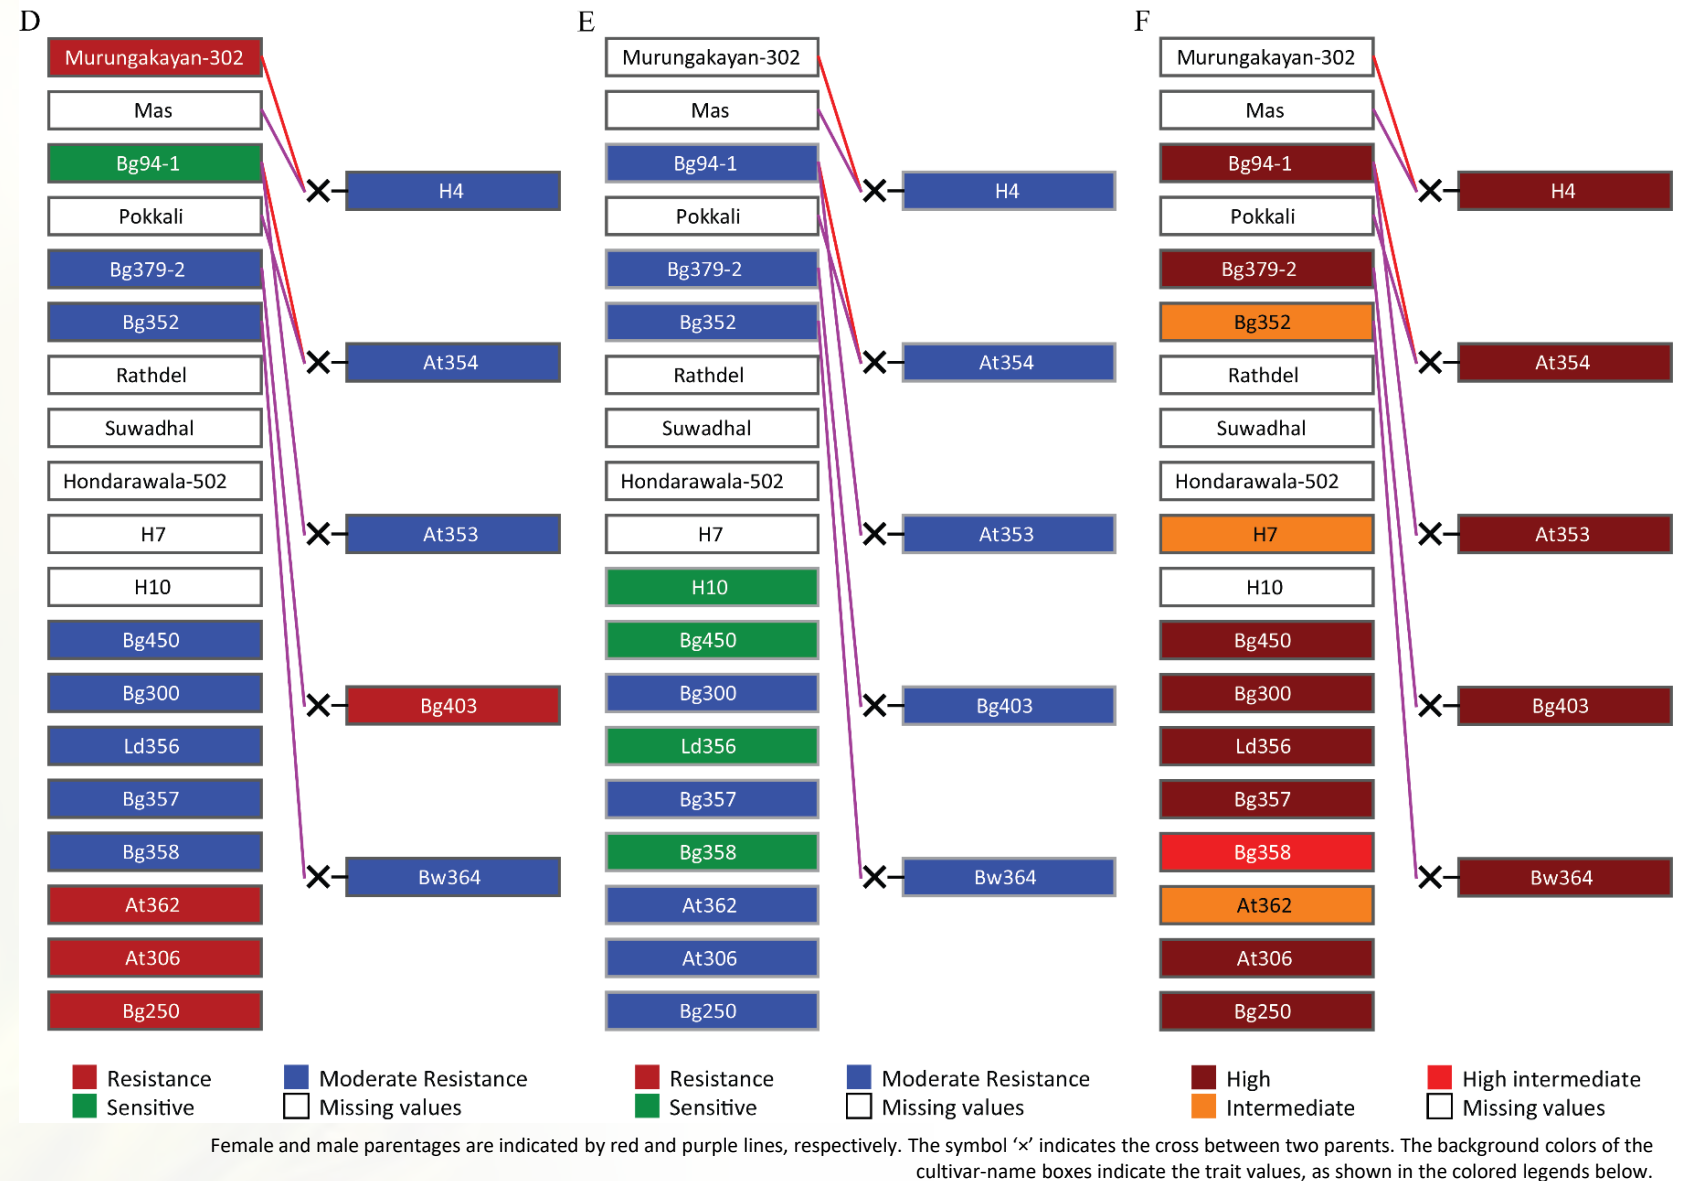 D
Murungakayan-302
Mas
Bg94-1
Pokkali
Bg379-2
Bg352
Rathdel
Suwadhal
Hondarawala-502
H7
H10
Bg450
Bg300
Ld356
Bg357
Bg358
At362
At306
Bg250
H4
At354
At353
Bg403
Bw364
Resistance
Moderate Resistance
Sensitive
Missing values
E
Murungakayan-302
Mas
Bg94-1
Pokkali
Bg379-2
Bg352
Rathdel
Suwadhal
Hondarawala-502
H7
H10
Bg450
Bg300
Ld356
Bg357
Bg358
At362
At306
Bg250
H4
At354
At353
Bg403
Bw364
Resistance
Moderate Resistance
Sensitive
Missing values
F
Murungakayan-302
Mas
Bg94-1
Pokkali
Bg379-2
Bg352
Rathdel
Suwadhal
Hondarawala-502
H7
H10
Bg450
Bg300
Ld356
Bg357
Bg358
At362
At306
Bg250
H4
At354
At353
Bg403
Bw364
High
High intermediate
Intermediate
Missing values
Female and male parentages are indicated by red and purple lines, respectively. The symbol ‘×’ indicates the cross between two parents. The background colors of the
cultivar-name boxes indicate the trait values, as shown in the colored legends below.